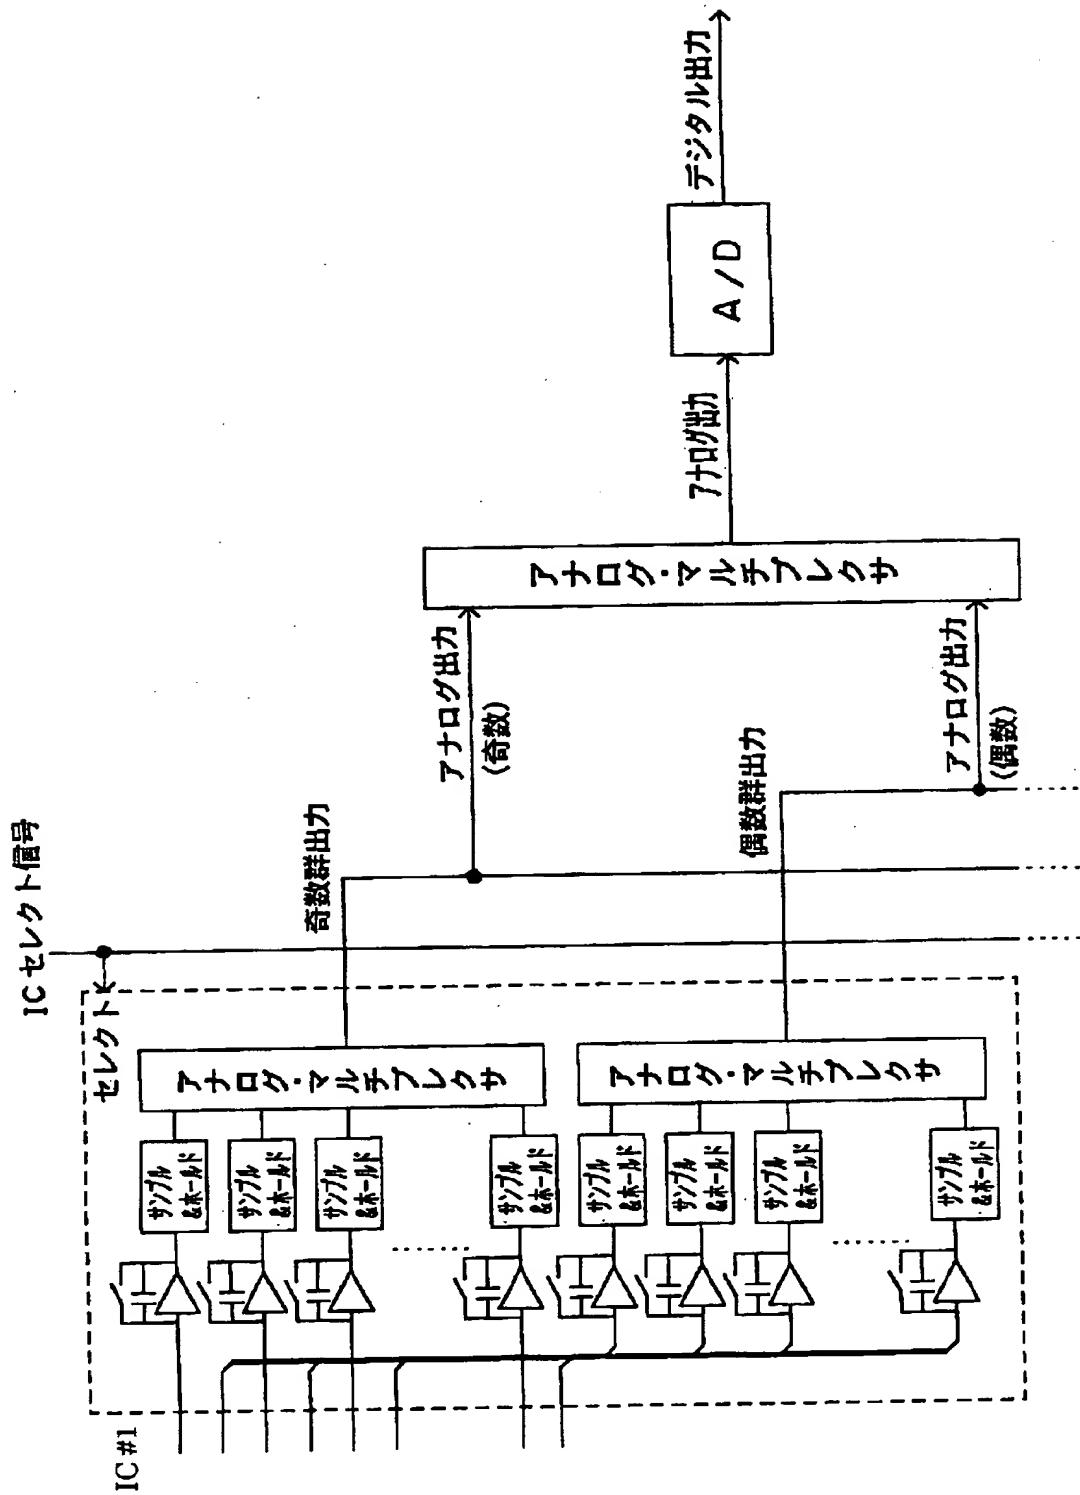 IC#1
ICセレクト信号
セレクト
サンプル
&ホールド
サンプル
&ホールド
サンプル
&ホールド
サンプル
&ホールド
サンプル
&ホールド
サンプル
&ホールド
サンプル
&ホールド
サンプル
&ホールド
アナログ・マルチプレクサ
アナログ・マルチプレクサ
奇数群出力
偶数群出力
アナログ出力
(奇数)
アナログ出力
(偶数)
アナログ・マルチプレクサ
アナログ出力
A/D
デジタル出力